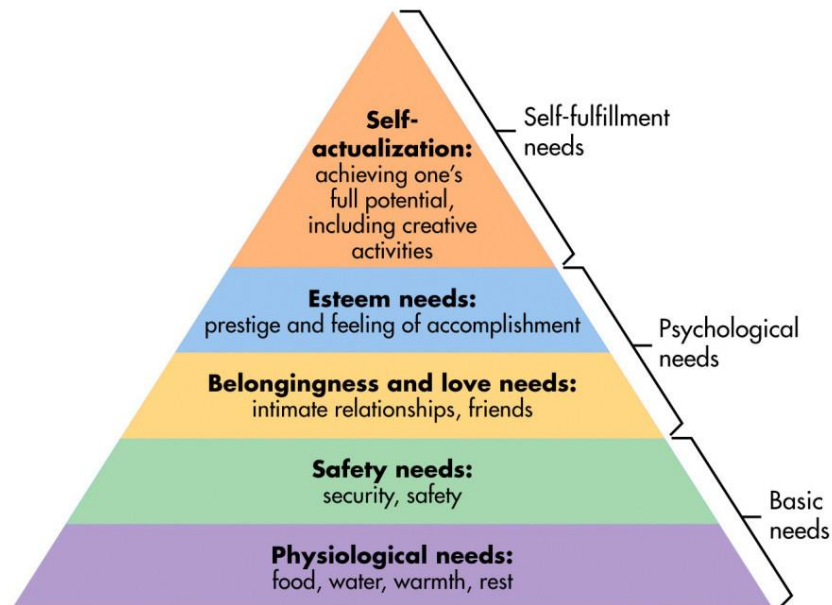 Self-
actualization:
achieving one's
full potential,
including creative
activities
Self-fulfillment
needs
Esteem needs:
prestige and feeling of accomplishment
Psychological
needs
Belongingness and love needs:
intimate relationships, friends
Safety needs:
security, safety
Basic
needs
Physiological needs:
food, water, warmth, rest